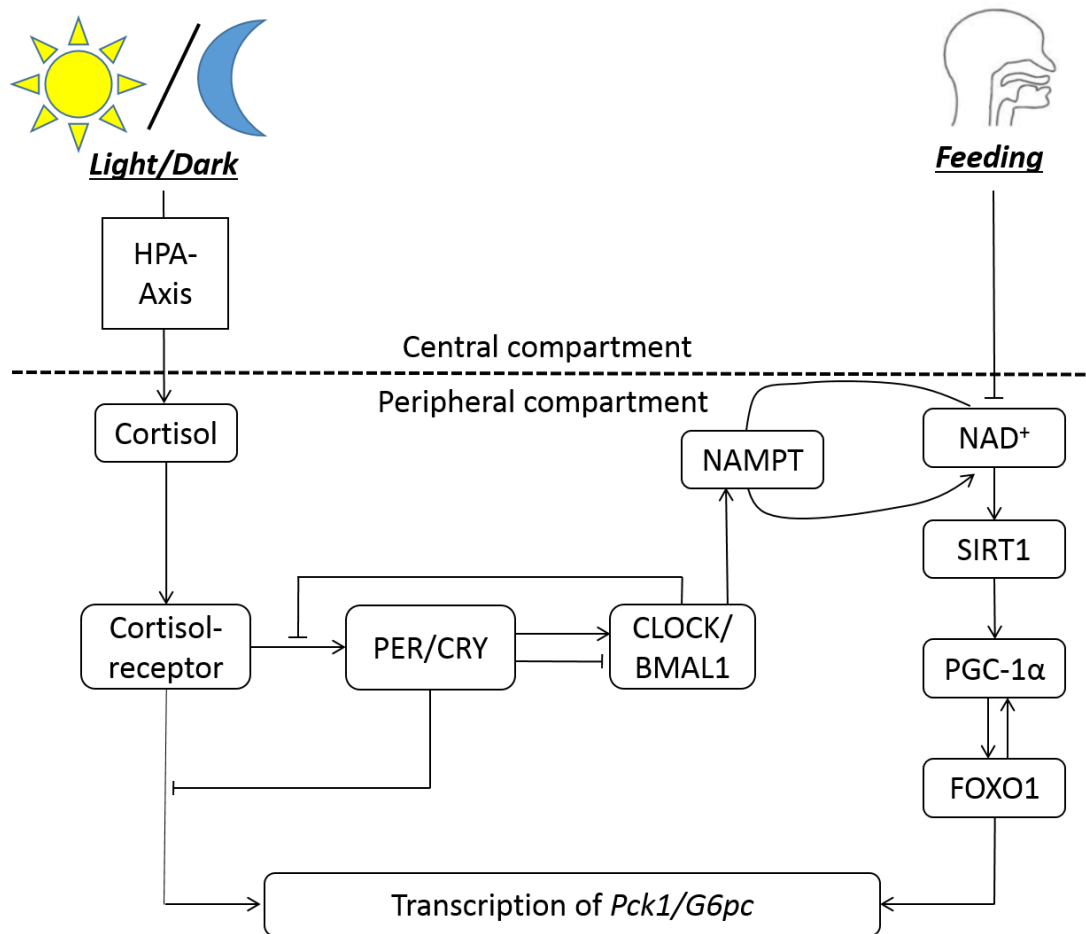 Light/Dark
Feeding
HPA-
Axis
Central compartment
Peripheral compartment
Cortisol
NAMPT
NAD⁺
SIRT1
Cortisol-
receptor
PER/CRY
CLOCK/
BMAL1
PGC-1α
FOXO1
Transcription of Pck1/G6pc